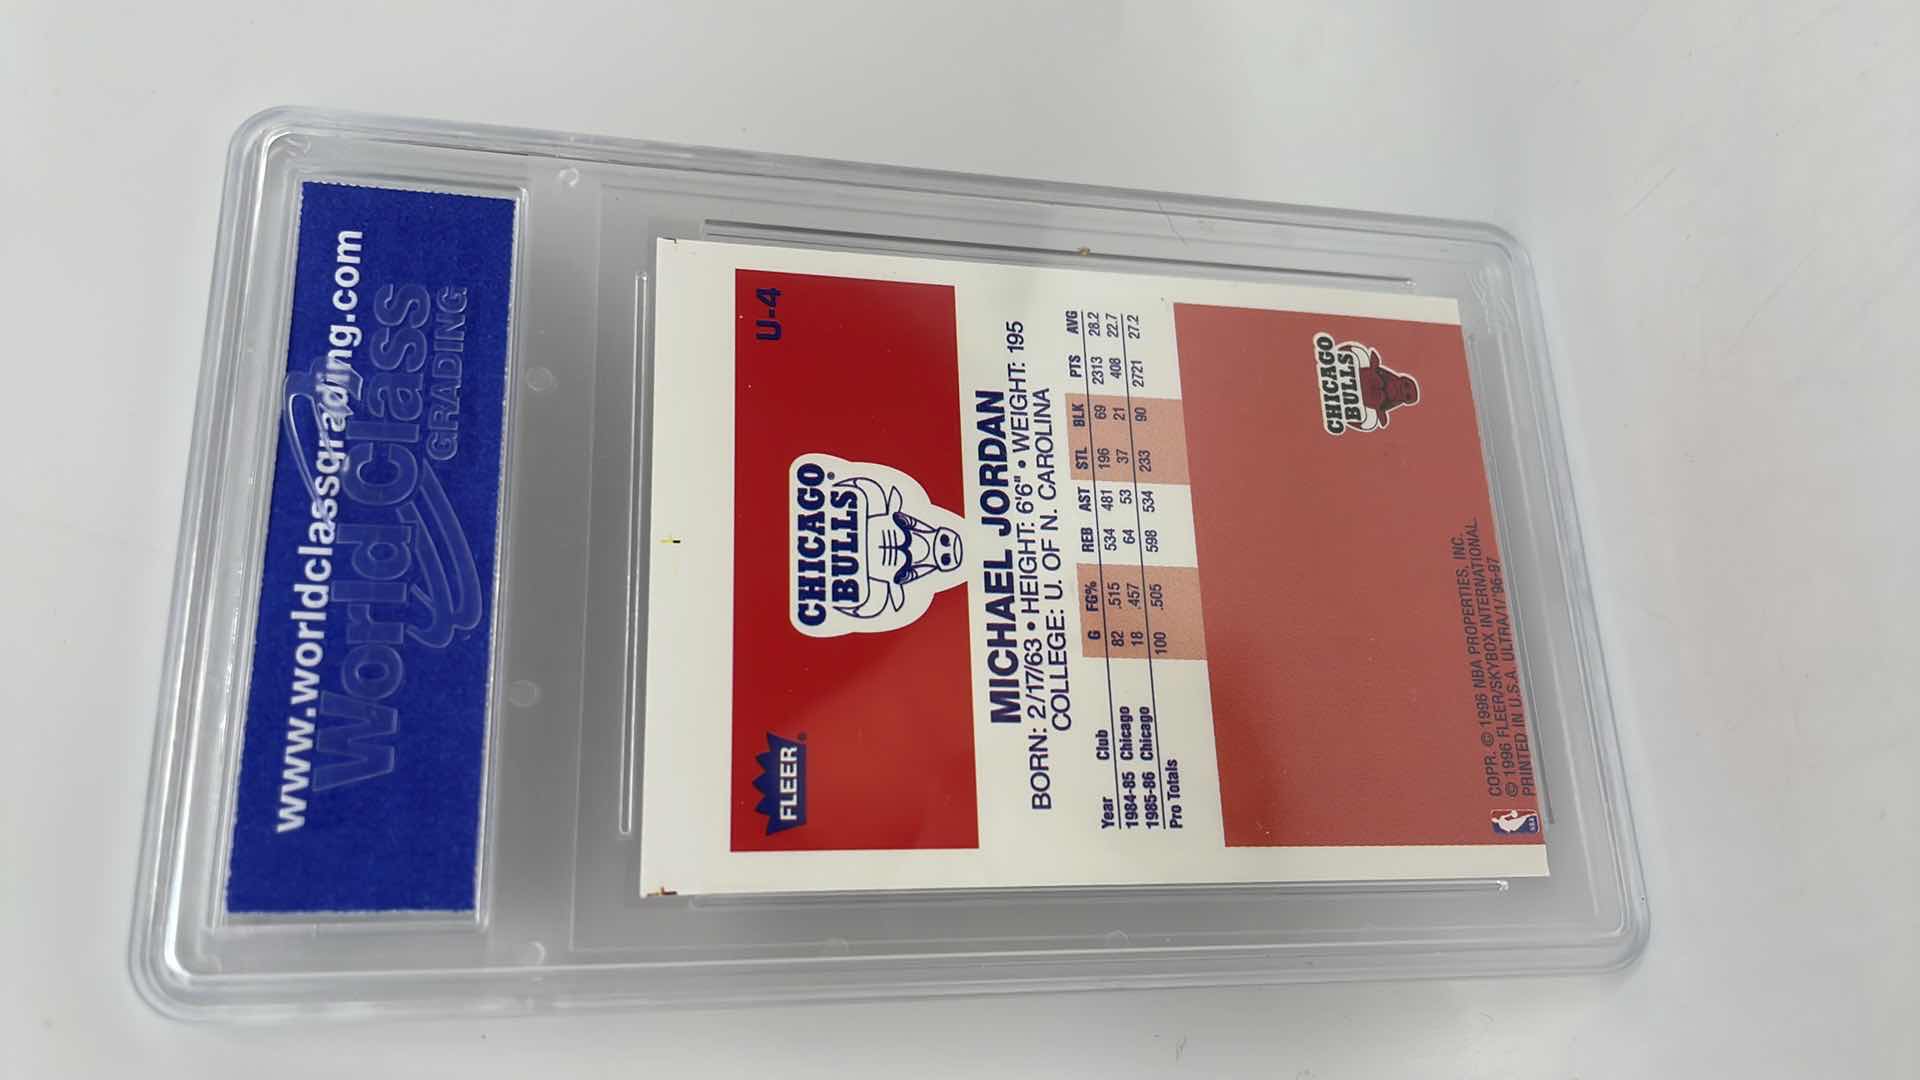 www.worldclassgrading.com
World Class
GRADING
FLEER®
U-4
CHICAGO
BULLS®
MICHAEL JORDAN
BORN: 2/17/63 • HEIGHT: 6'6" • WEIGHT: 195
COLLEGE: U. OF N. CAROLINA
Year Club G FG% REB AST STL BLK PTS AVG
1984-85 Chicago 82 .515 534 481 196 69 2313 28.2
1985-86 Chicago 18 .457 64 53 37 21 408 22.7
Pro Totals 100 .505 598 534 233 90 2721 27.2
CHICAGO
BULLS
COPR. © 1996 NBA PROPERTIES, INC.
© 1996 FLEER/SKYBOX INTERNATIONAL
PRINTED IN U.S.A. ULTRA/1/'96-97